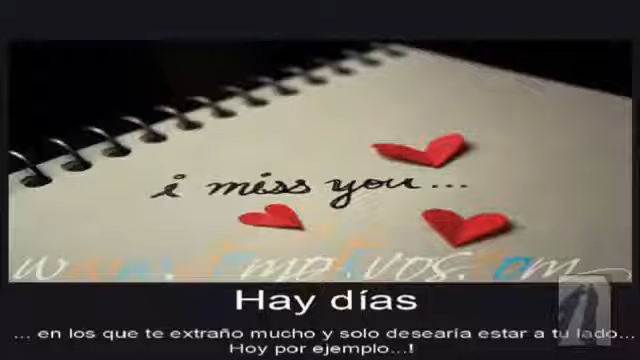 i miss you...
Hay días
... en los que te extraño mucho y solo desearía estar a tu lado...
Hoy por ejemplo...!